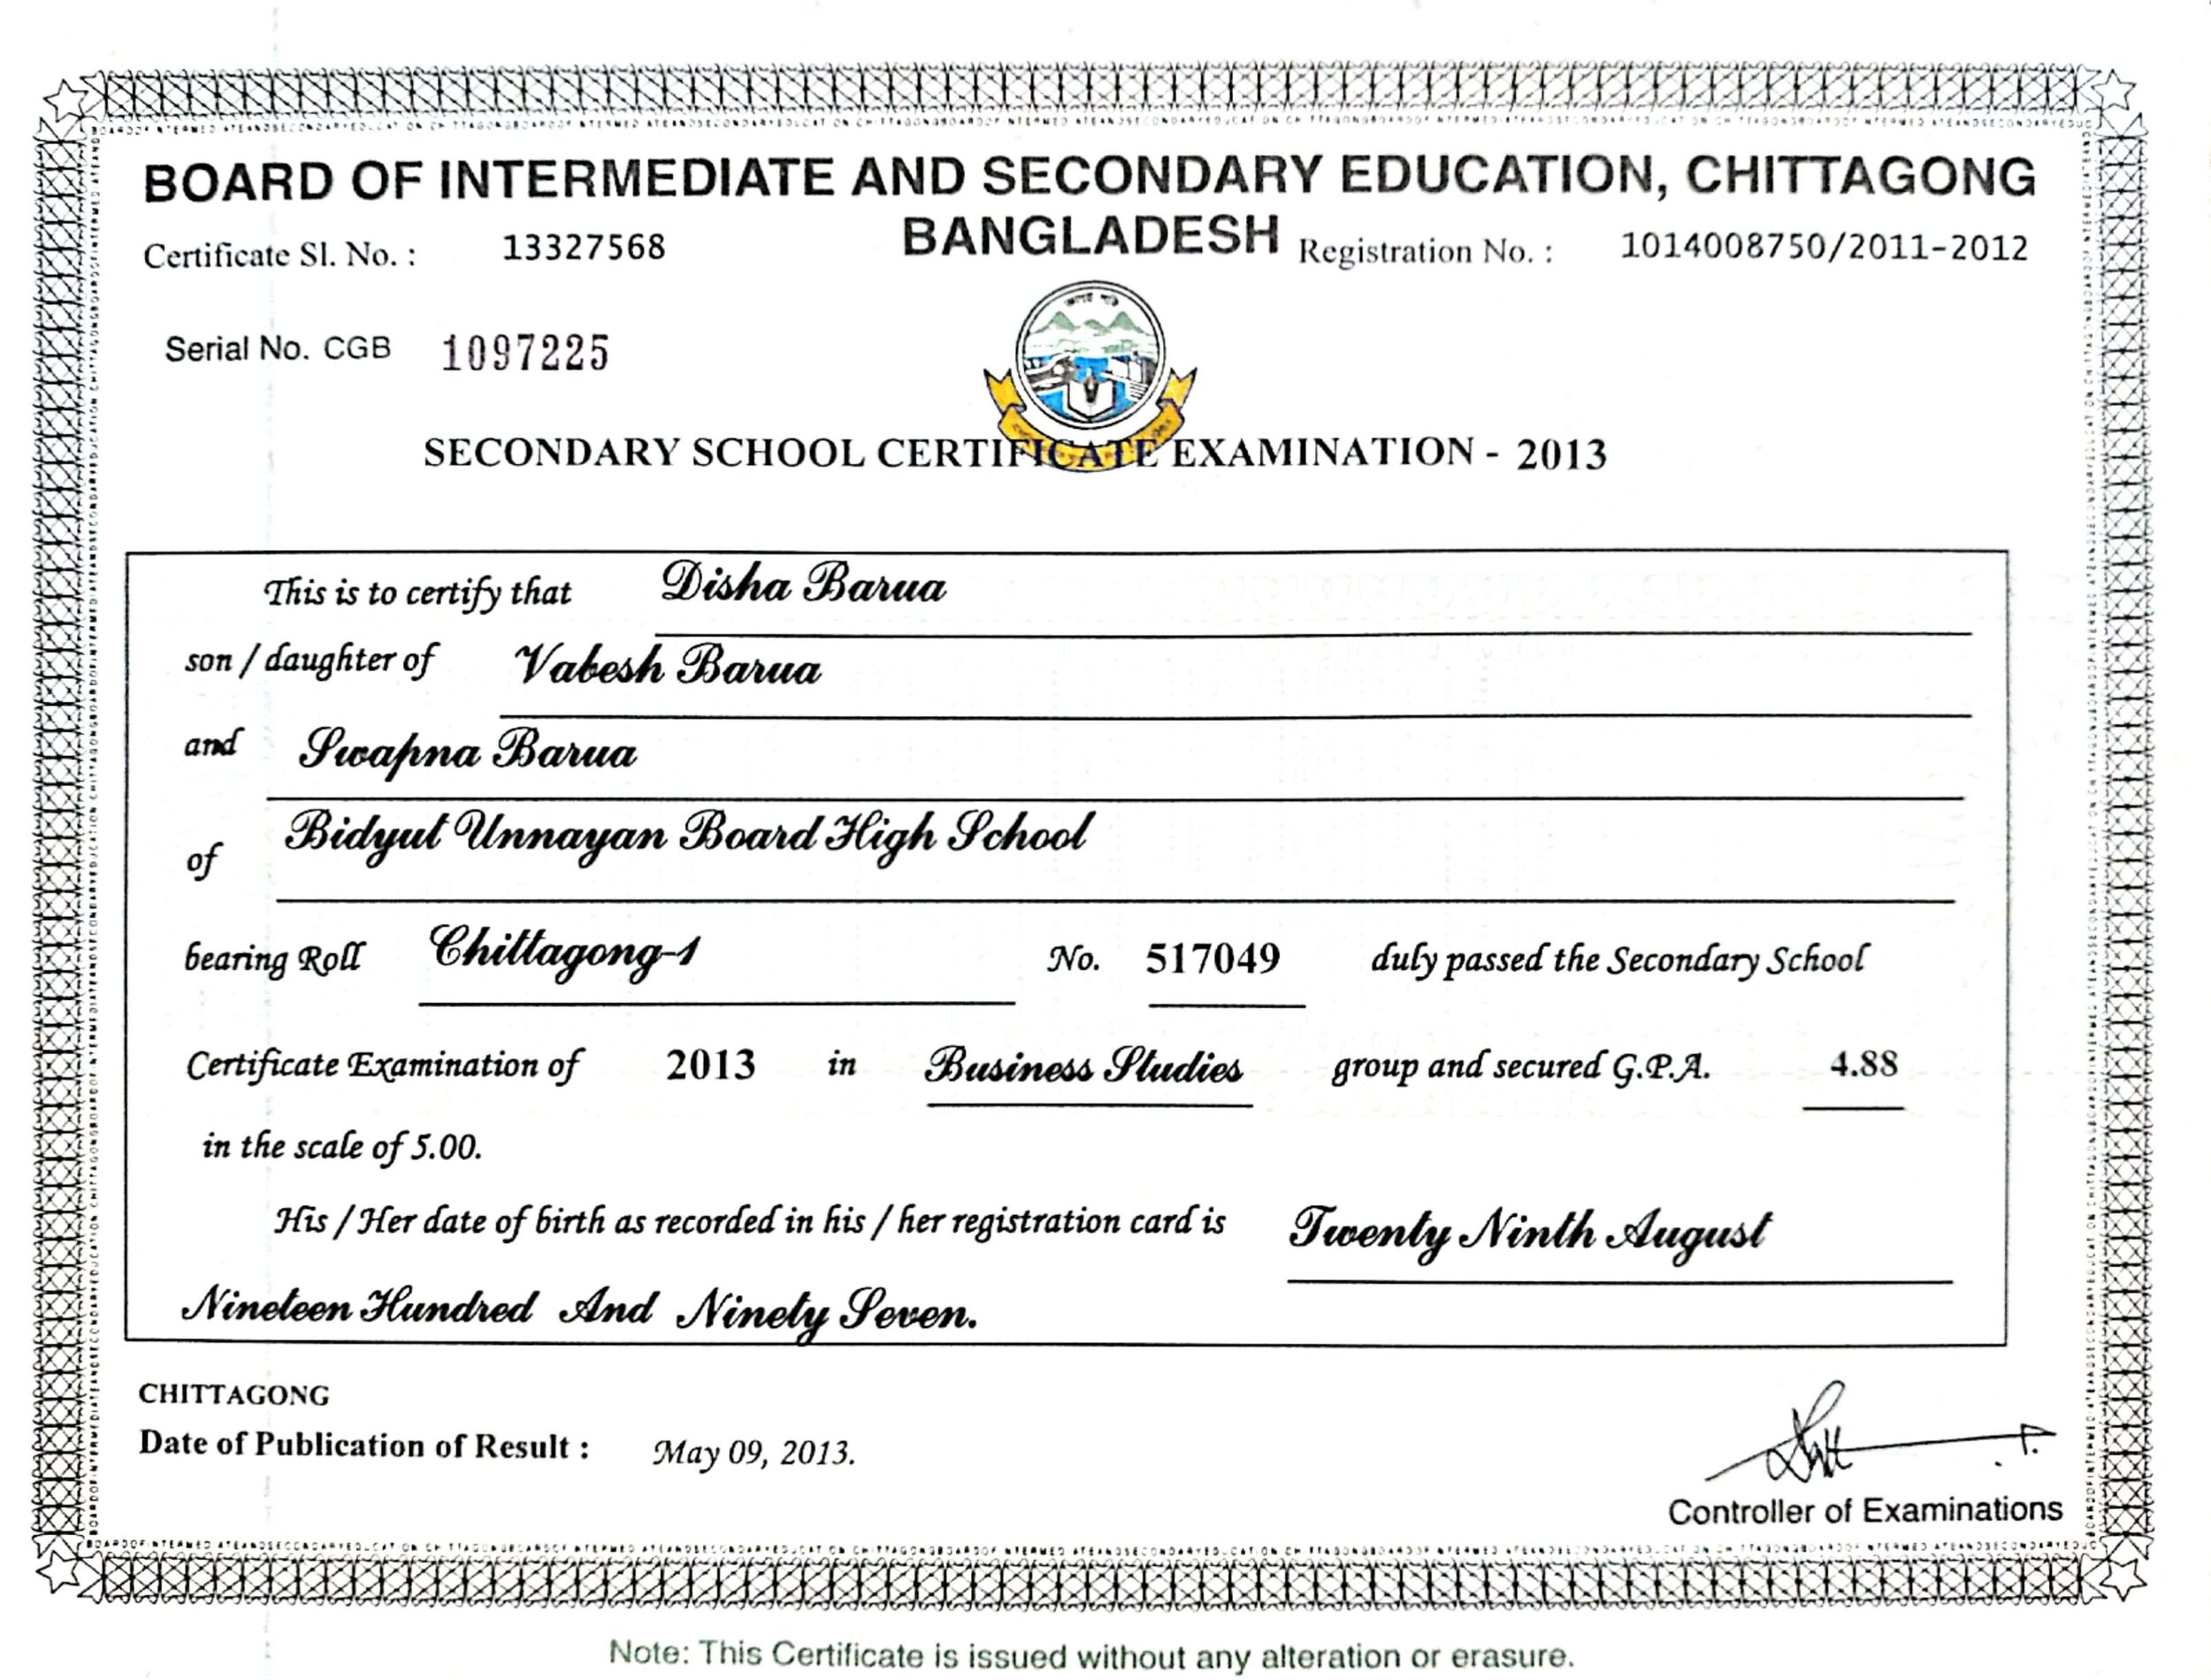 BOARD OF INTERMEDIATE AND SECONDARY EDUCATION, CHITTAGONG
BANGLADESH
Certificate Sl. No. : 13327568
Registration No. : 1014008750/2011-2012
Serial No. CGB 1097225
SECONDARY SCHOOL CERTIFICATE EXAMINATION - 2013
This is to certify that Disha Barua
son / daughter of Vabesh Barua
and Swapna Barua
of Bidyut Unnayan Board High School
bearing Roll Chittagong-1 No. 517049 duly passed the Secondary School
Certificate Examination of 2013 in Business Studies group and secured G.P.A. 4.88
in the scale of 5.00.
His / Her date of birth as recorded in his / her registration card is Twenty Ninth August
Nineteen Hundred And Ninety Seven.
CHITTAGONG
Date of Publication of Result : May 09, 2013.
Controller of Examinations
Note: This Certificate is issued without any alteration or erasure.